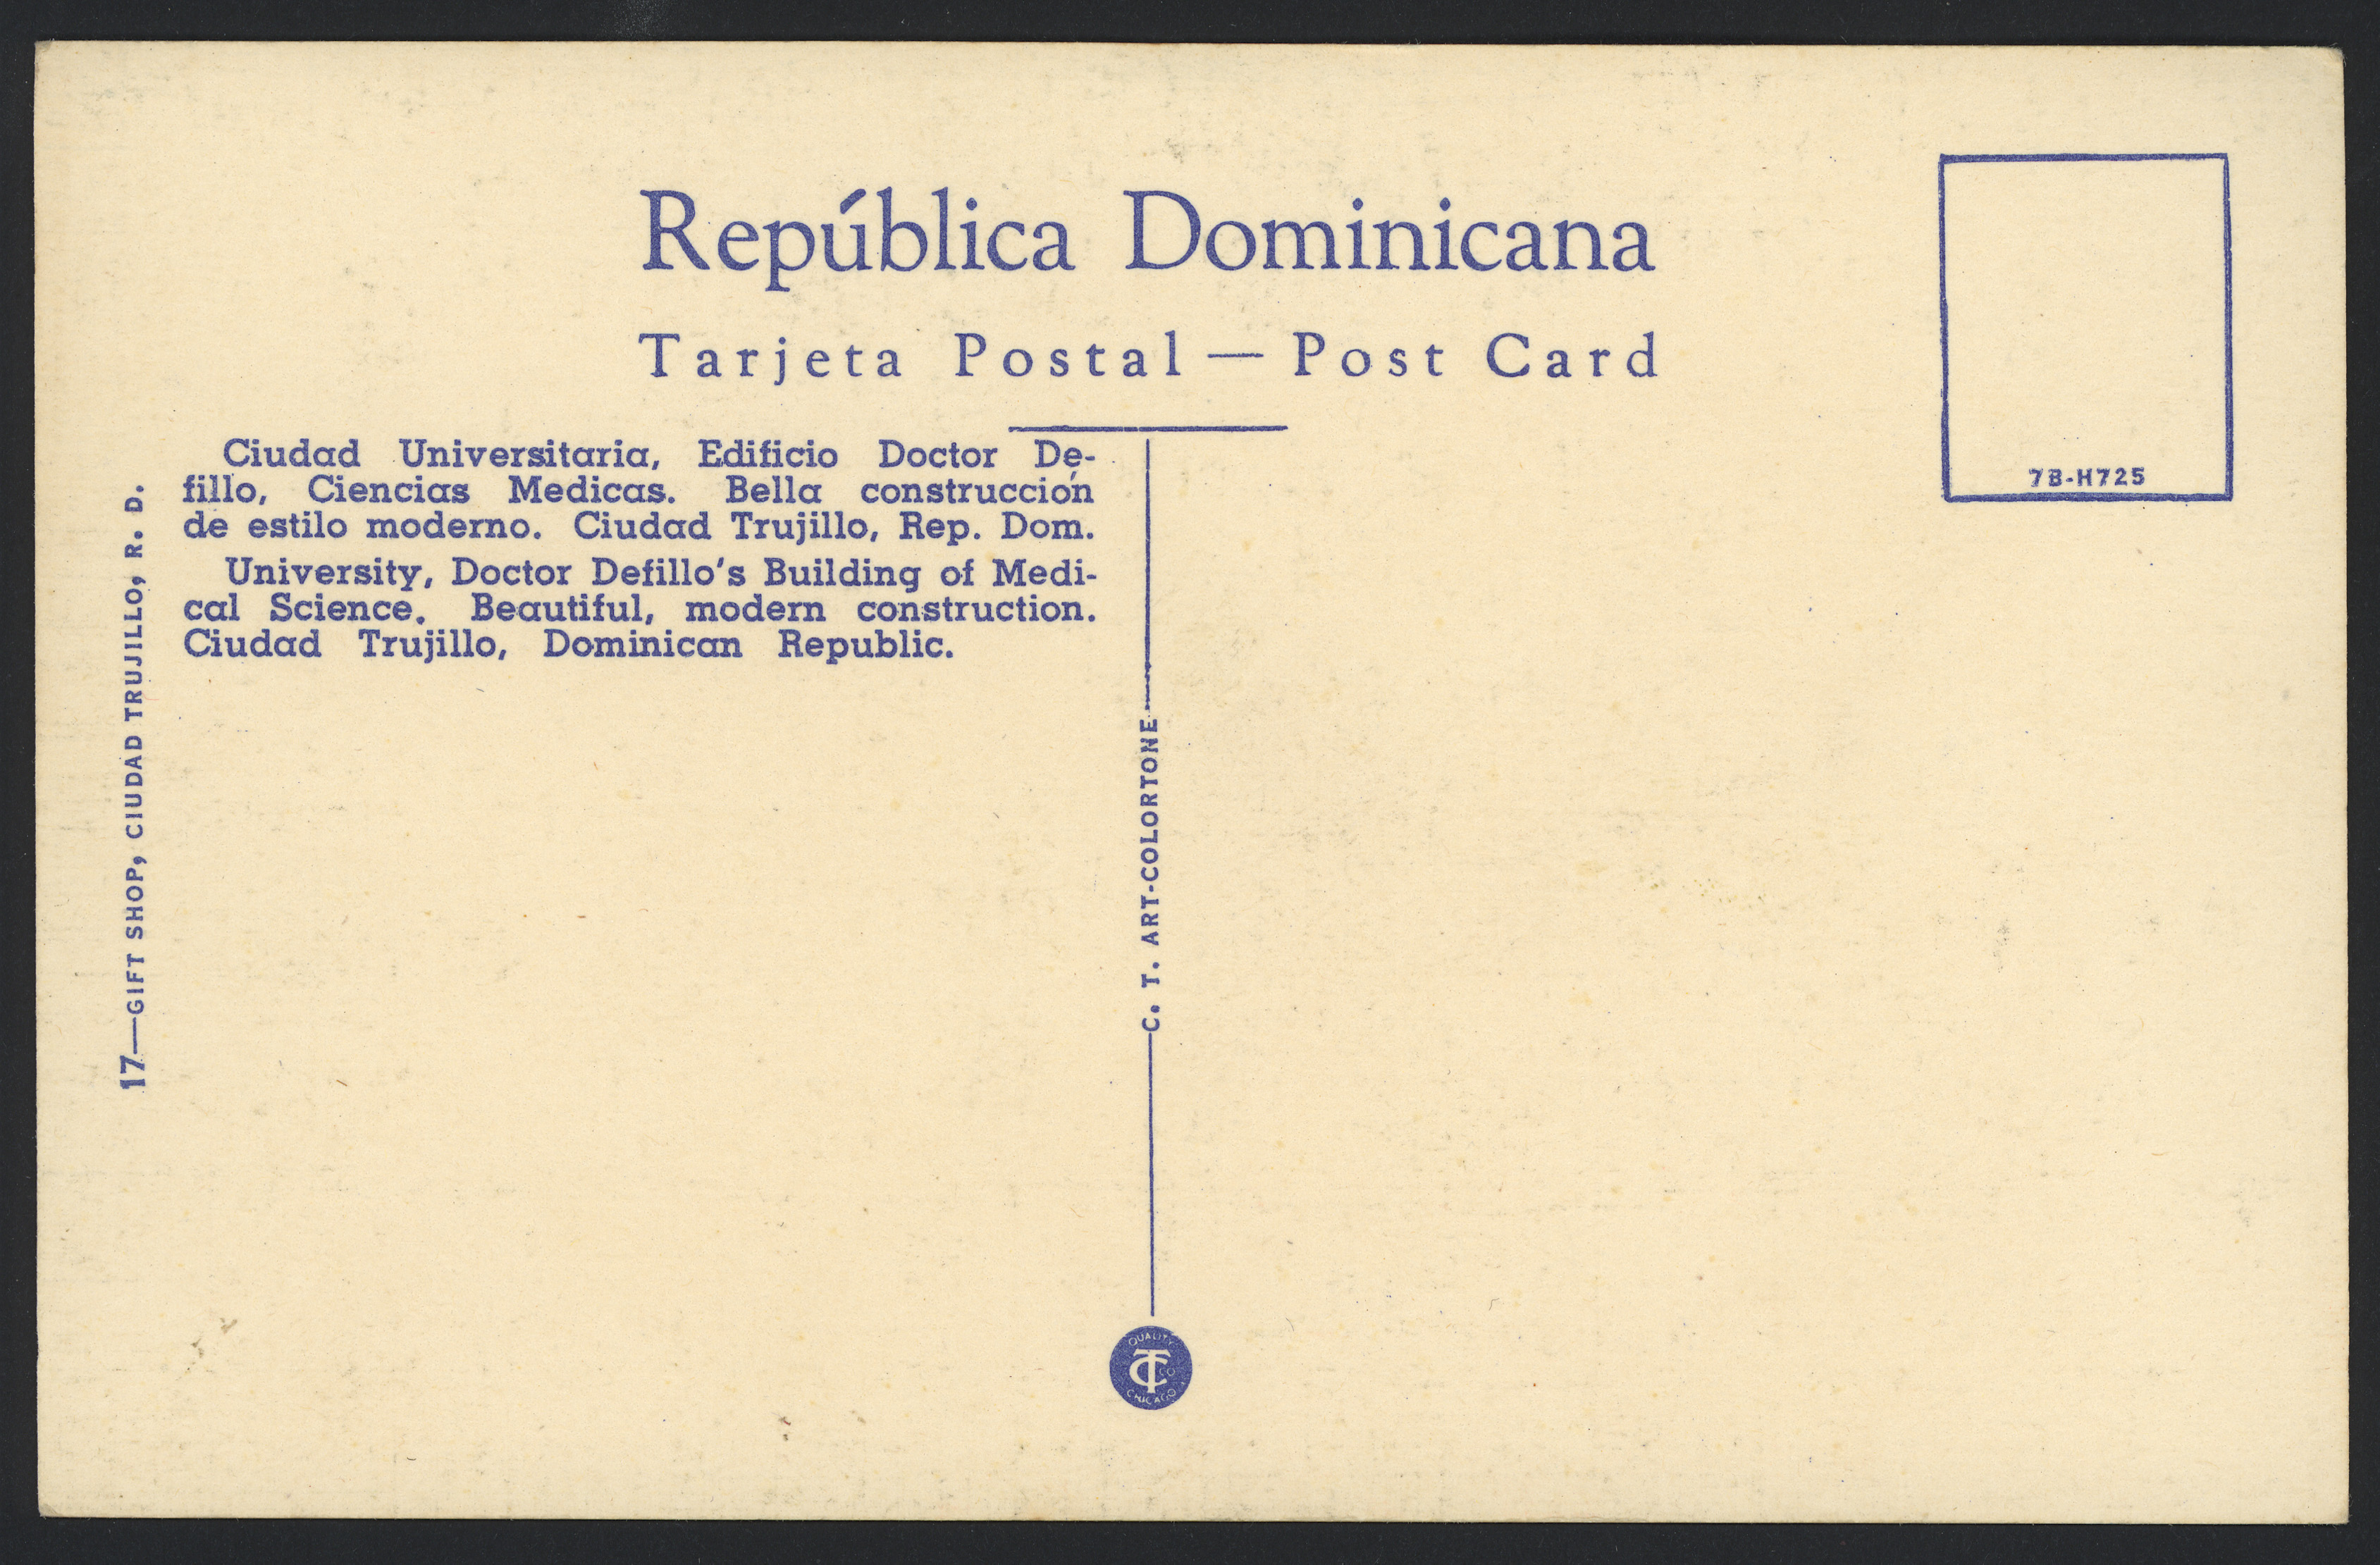 República Dominicana
Tarjeta Postal — Post Card
7B-H725
Ciudad Universitaria, Edificio Doctor De-
fillo, Ciencias Medicas. Bella construcción
de estilo moderno. Ciudad Trujillo, Rep. Dom.
University, Doctor Defillo's Building of Medi-
cal Science. Beautiful, modern construction.
Ciudad Trujillo, Dominican Republic.
17—GIFT SHOP, CIUDAD TRUJILLO, R. D.
C. T. ART-COLORTONE
QUALITY
CT CO
CHICAGO